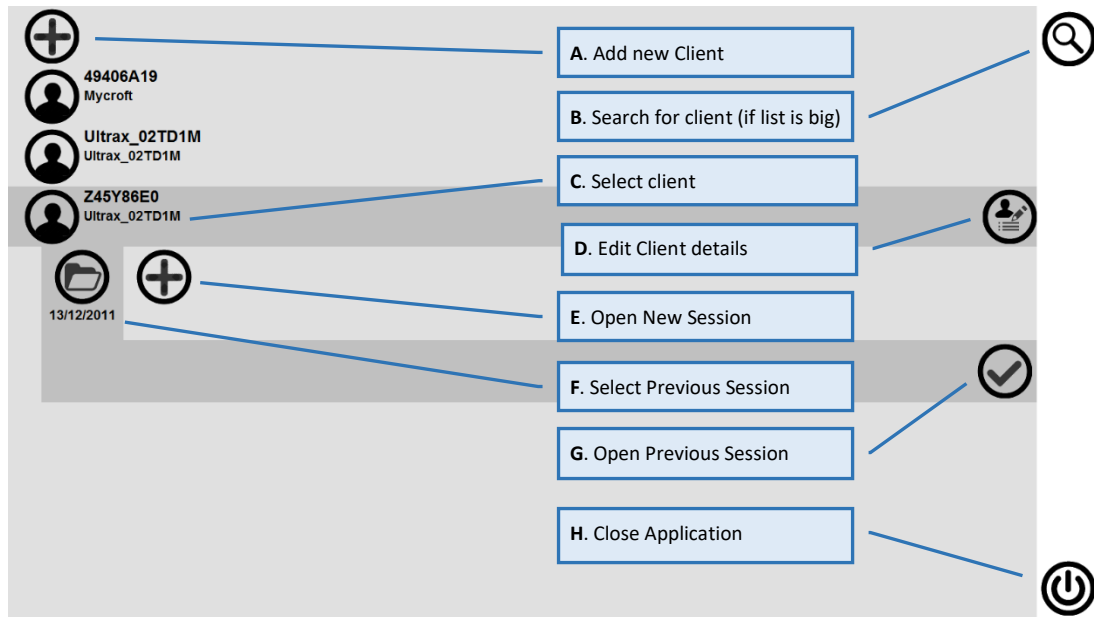 A. Add new Client
49406A19
Mycroft
B. Search for client (if list is big)
Ultrax_02TD1M
Ultrax_02TD1M
C. Select client
Z45Y86E0
Ultrax_02TD1M
D. Edit Client details
13/12/2011
E. Open New Session
F. Select Previous Session
G. Open Previous Session
H. Close Application